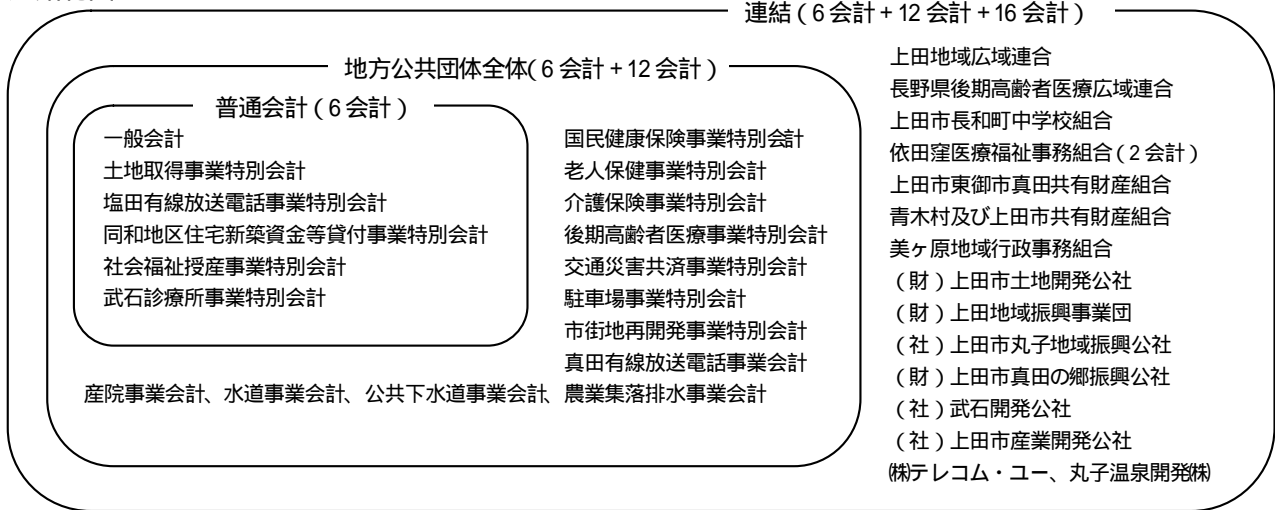 連結(6会計+12会計+16会計)
地方公共団体全体(6会計+12会計)
普通会計(6会計)
一般会計
土地取得事業特別会計
塩田有線放送電話事業特別会計
同和地区住宅新築資金等貸付事業特別会計
社会福祉授産事業特別会計
武石診療所事業特別会計
国民健康保険事業特別会計
老人保健事業特別会計
介護保険事業特別会計
後期高齢者医療事業特別会計
交通災害共済事業特別会計
駐車場事業特別会計
市街地再開発事業特別会計
真田有線放送電話事業会計
産院事業会計、水道事業会計、公共下水道事業会計、農業集落排水事業会計
上田地域広域連合
長野県後期高齢者医療広域連合
上田市長和町中学校組合
依田窪医療福祉事務組合(2会計)
上田市東御市真田共有財産組合
青木村及び上田市共有財産組合
美ヶ原地域行政事務組合
(財)上田市土地開発公社
(財)上田地域振興事業団
(社)上田市丸子地域振興公社
(財)上田市真田の郷振興公社
(社)武石開発公社
(社)上田市産業開発公社
㈱テレコム・ユー、丸子温泉開発㈱